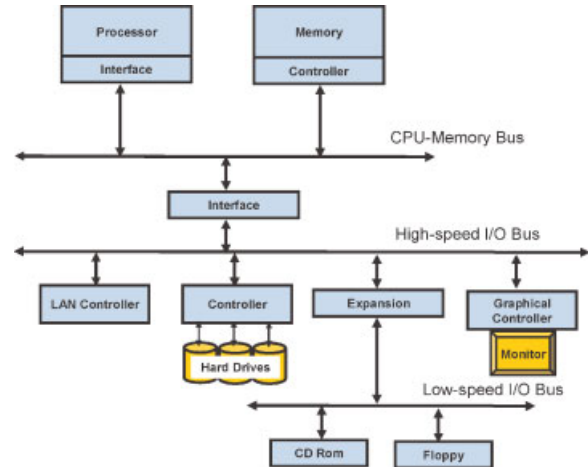 Processor
Memory
Interface
Controller
CPU-Memory Bus
Interface
High-speed I/O Bus
LAN Controller
Controller
Expansion
Graphical
Controller
Hard Drives
Monitor
Low-speed I/O Bus
CD Rom
Floppy